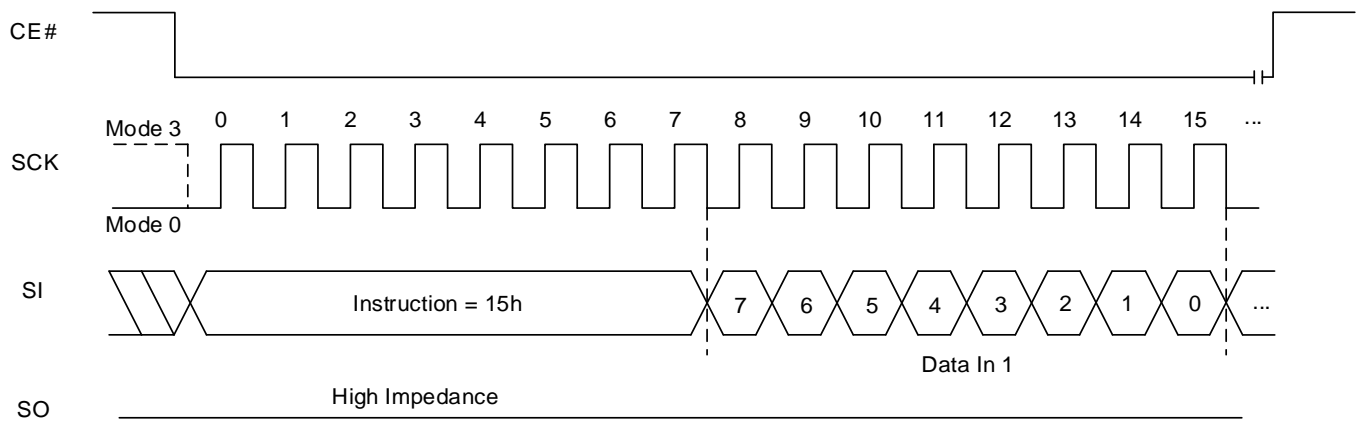 CE#
0 1 2 3 4 5 6 7 8 9 10 11 12 13 14 15 ...
Mode 3
SCK
Mode 0
SI
Instruction = 15h
7 6 5 4 3 2 1 0 ...
Data In 1
High Impedance
SO